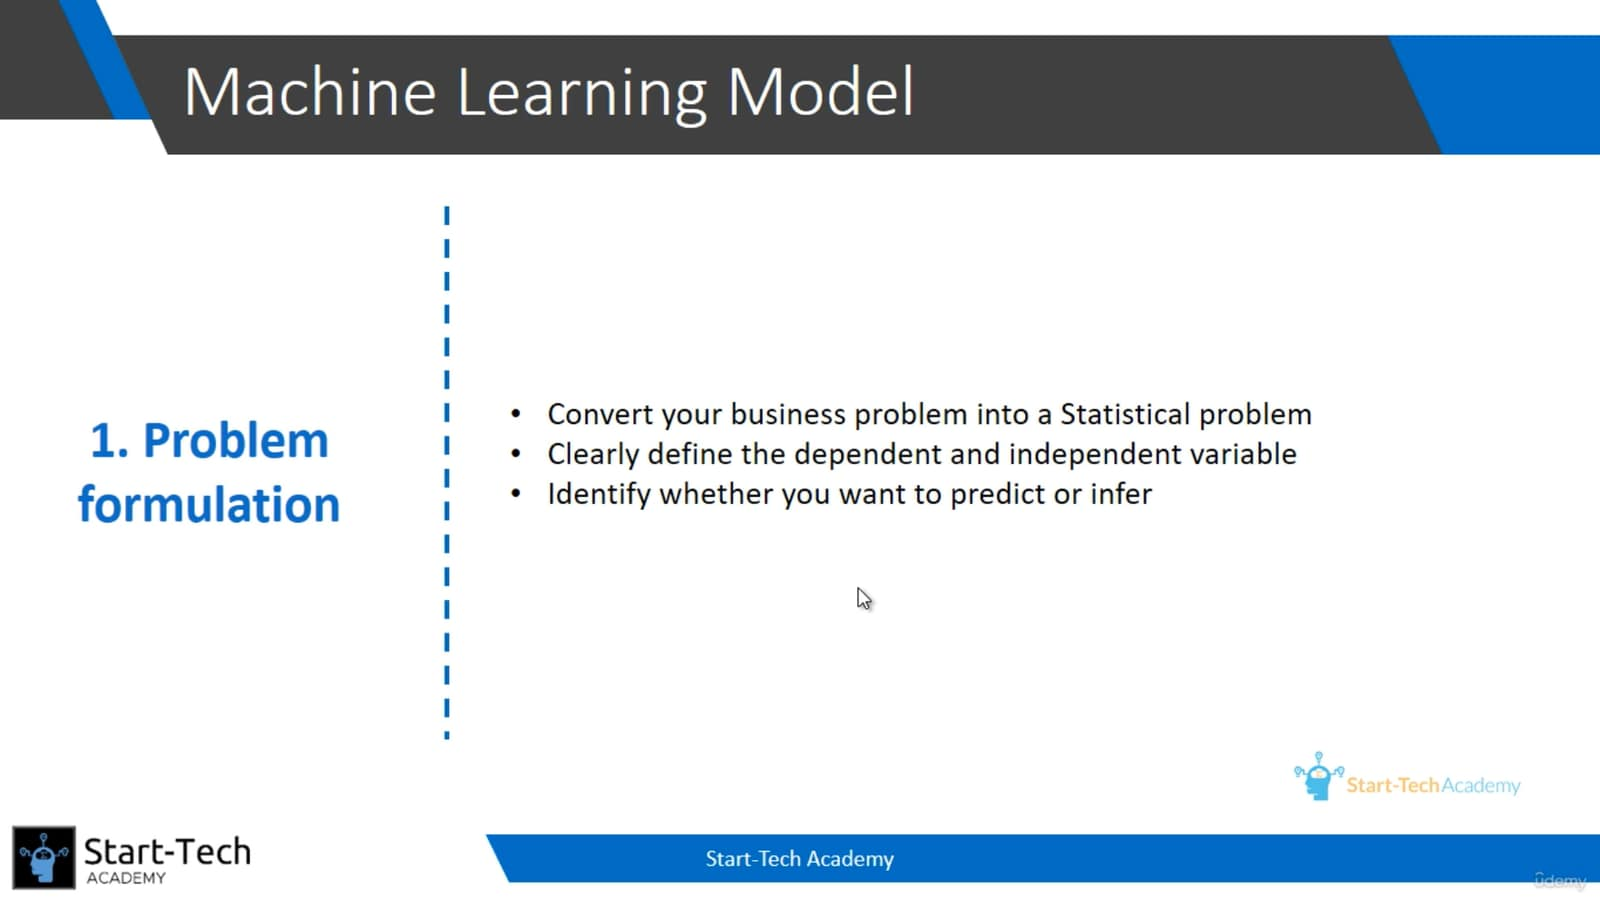 Machine Learning Model
1. Problem
formulation
• Convert your business problem into a Statistical problem
• Clearly define the dependent and independent variable
• Identify whether you want to predict or infer
Start-Tech Academy
Start-Tech
ACADEMY
Start-Tech Academy
ûdemy